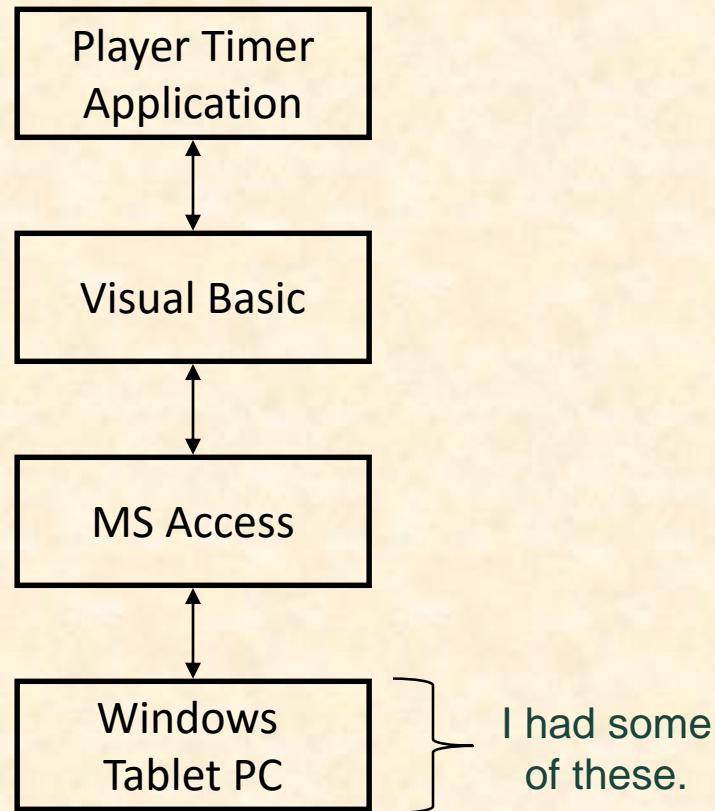 Player Timer
Application
Visual Basic
MS Access
Windows
Tablet PC
I had some
of these.